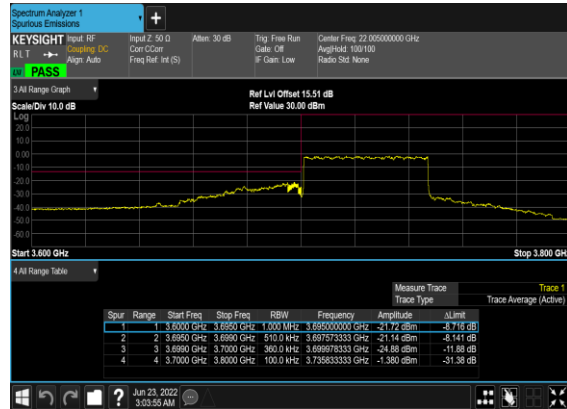 Spectrum Analyzer 1
Spurious Emissions
+
KEYSIGHT Input: RF Input Z: 50 Ω Atten: 30 dB Trig: Free Run Center Freq: 22.005000000 GHz
RLT Coupling: DC Corr CCorr Gate: Off Avg|Hold: 100/100
Align: Auto Freq Ref: Int (S) IF Gain: Low Radio Std: None
LW PASS
3 All Range Graph
Ref Lvl Offset 15.51 dB
Scale/Div 10.0 dB Ref Value 30.00 dBm
Log
20.0
10.0
0.00
-10.0
-20.0
-30.0
-40.0
-50.0
-60.0
Start 3.600 GHz Stop 3.800 GHz
4 All Range Table
Measure Trace Trace 1
Trace Type Trace Average (Active)
Spur Range Start Freq Stop Freq RBW Frequency Amplitude ΔLimit
1 1 3.6000 GHz 3.6950 GHz 1.000 MHz 3.695000000 GHz -21.72 dBm -8.716 dB
2 2 3.6950 GHz 3.6990 GHz 510.0 kHz 3.697573333 GHz -21.14 dBm -8.141 dB
3 3 3.6990 GHz 3.7000 GHz 360.0 kHz 3.699978333 GHz -24.88 dBm -11.88 dB
4 4 3.7000 GHz 3.8000 GHz 100.0 kHz 3.735833333 GHz -1.380 dBm -31.38 dB
? Jun 23, 2022
3:03:55 AM